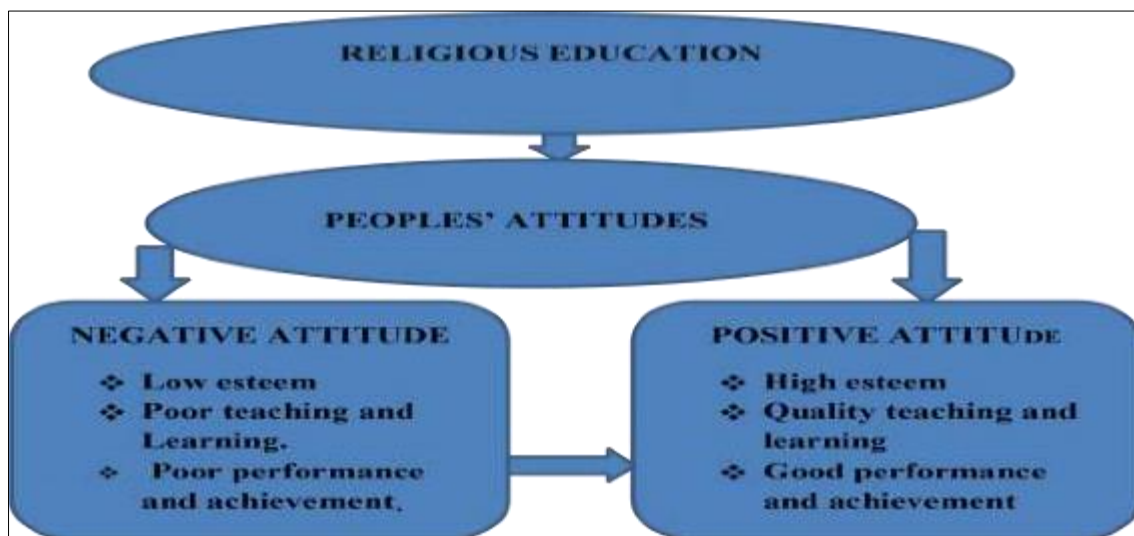 RELIGIOUS EDUCATION
PEOPLES' ATTITUDES
NEGATIVE ATTITUDE
❖ Low esteem
❖ Poor teaching and
Learning.
❖ Poor performance
and achievement.
POSITIVE ATTITUDE
❖ High esteem
❖ Quality teaching and
learning
❖ Good performance
and achievement